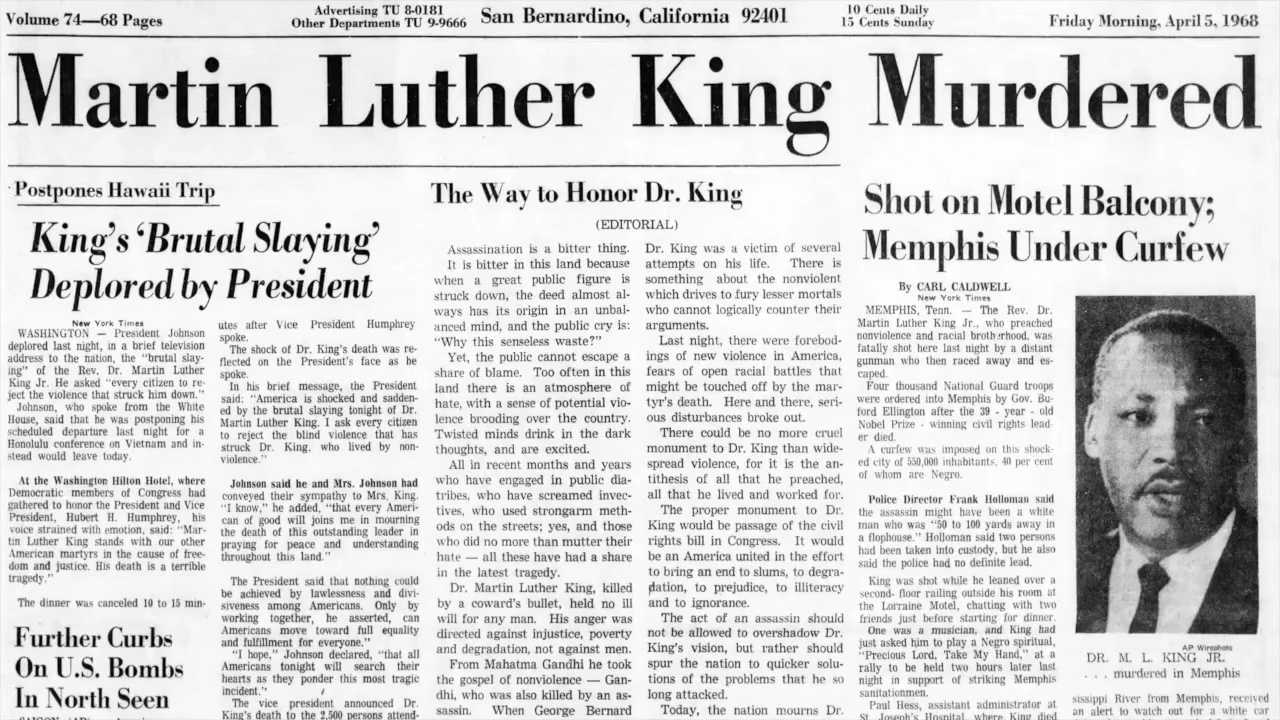 Volume 74—68 Pages
Advertising TU 8-0181
Other Departments TU 9-9666
San Bernardino, California 92401
10 Cents Daily
15 Cents Sunday
Friday Morning, April 5, 1968
Martin Luther King Murdered
Postpones Hawaii Trip
King's 'Brutal Slaying'
Deplored by President
New York Times
WASHINGTON — President Johnson
deplored last night, in a brief television
address to the nation, the "brutal slay-
ing" of the Rev. Dr. Martin Luther
King Jr. He asked "every citizen to re-
ject the violence that struck him down."
Johnson, who spoke from the White
House, said that he was postponing his
scheduled departure last night for a
Honolulu conference on Vietnam and in-
stead would leave today.
At the Washington Hilton Hotel, where
Democratic members of Congress had
gathered to honor the President and Vice
President, Hubert H. Humphrey, his
voice strained with emotion, said: "Mar-
tin Luther King stands with our other
American martyrs in the cause of free-
dom and justice. His death is a terrible
tragedy."
The dinner was canceled 10 to 15 min-
Further Curbs
On U.S. Bombs
In North Seen
utes after Vice President Humphrey
spoke.
The shock of Dr. King's death was re-
flected on the President's face as he
spoke.
In his brief message, the President
said: "America is shocked and sadden-
ed by the brutal slaying tonight of Dr.
Martin Luther King. I ask every citizen
to reject the blind violence that has
struck Dr. King, who lived by non-
violence."
Johnson said he and Mrs. Johnson had
conveyed their sympathy to Mrs. King.
"I know," he added, "that every Ameri-
can of good will joins me in mourning
the death of this outstanding leader in
praying for peace and understanding
throughout this land."
The President said that nothing could
be achieved by lawlessness and divi-
siveness among Americans. Only by
working together, he asserted, can
Americans move toward full equality
and fulfillment for everyone."
"I hope," Johnson declared, "that all
Americans tonight will search their
hearts as they ponder this most tragic
incident."
The vice president announced Dr.
King's death to the 2,500 persons attend-
The Way to Honor Dr. King
(EDITORIAL)
Assassination is a bitter thing.
It is bitter in this land because
when a great public figure is
struck down, the deed almost al-
ways has its origin in an unbal-
anced mind, and the public cry is:
"Why this senseless waste?"
Yet, the public cannot escape a
share of blame. Too often in this
land there is an atmosphere of
hate, with a sense of potential vio-
lence brooding over the country.
Twisted minds drink in the dark
thoughts, and are excited.
All in recent months and years
who have engaged in public dia-
tribes, who have screamed invec-
tives, who used strongarm meth-
ods on the streets; yes, and those
who did no more than mutter their
hate — all these have had a share
in the latest tragedy.
Dr. Martin Luther King, killed
by a coward's bullet, held no ill
will for any man. His anger was
directed against injustice, poverty
and degradation, not against men.
From Mahatma Gandhi he took
the gospel of nonviolence — Gan-
dhi, who was also killed by an as-
sassin. When George Bernard
Dr. King was a victim of several
attempts on his life. There is
something about the nonviolent
which drives to fury lesser mortals
who cannot logically counter their
arguments.
Last night, there were forebod-
ings of new violence in America,
fears of open racial battles that
might be touched off by the mar-
tyr's death. Here and there, seri-
ous disturbances broke out.
There could be no more cruel
monument to Dr. King than wide-
spread violence, for it is the an-
tithesis of all that he preached,
all that he lived and worked for.
The proper monument to Dr.
King would be passage of the civil
rights bill in Congress. It would
be an America united in the effort
to bring an end to slums, to degra-
dation, to prejudice, to illiteracy
and to ignorance.
The act of an assassin should
not be allowed to overshadow Dr.
King's vision, but rather should
spur the nation to quicker solu-
tions of the problems that he so
long attacked.
Today, the nation mourns Dr.
Shot on Motel Balcony;
Memphis Under Curfew
By CARL CALDWELL
New York Times
MEMPHIS, Tenn. — The Rev. Dr.
Martin Luther King Jr., who preached
nonviolence and racial brotherhood, was
fatally shot here last night by a distant
gunman who then raced away and es-
caped.
Four thousand National Guard troops
were ordered into Memphis by Gov. Bu-
ford Ellington after the 39 - year - old
Nobel Prize - winning civil rights lead-
er died.
A curfew was imposed on this shock-
ed city of 550,000 inhabitants, 40 per cent
of whom are Negro.
Police Director Frank Holloman said
the assassin might have been a white
man who was "50 to 100 yards away in
a flophouse." Holloman said two persons
had been taken into custody, but he also
said the police had no definite lead.
King was shot while he leaned over a
second- floor railing outside his room at
the Lorraine Motel, chatting with two
friends just before starting for dinner.
One was a musician, and King had
just asked him to play a Negro spiritual,
"Precious Lord, Take My Hand," at a
rally to be held two hours later last
night in support of striking Memphis
sanitationmen.
Paul Hess, assistant administrator at
St. Joseph's Hospital, where King died
AP Wirephoto
DR. M. L. KING JR.
. . . murdered in Memphis
sissippi River from Memphis, received
an alert to watch out for a white car